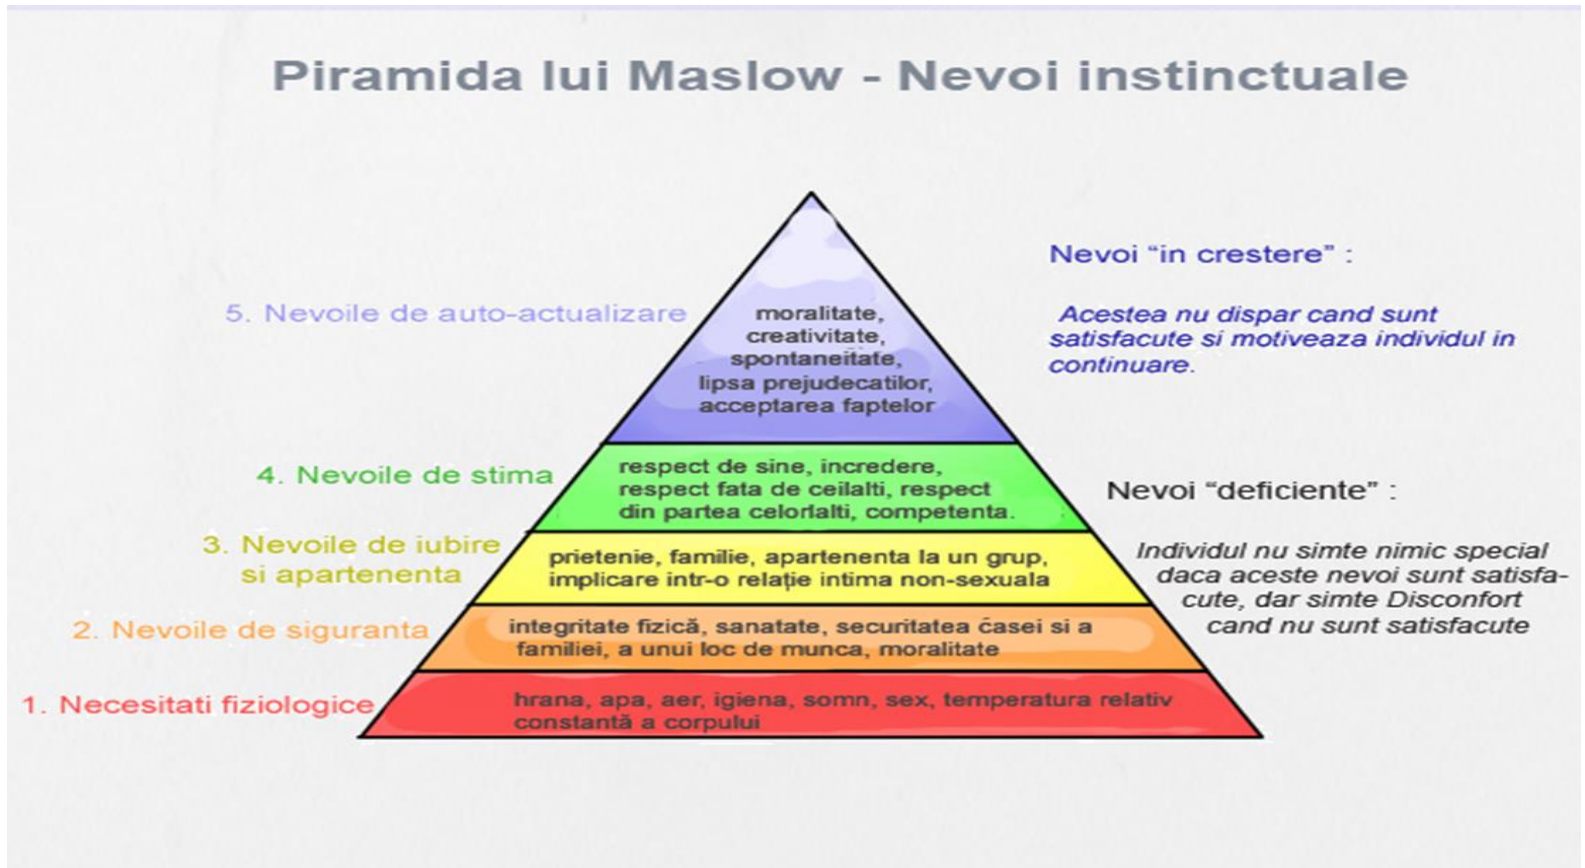 Piramida lui Maslow - Nevoi instinctuale
Nevoi “in crestere” :
Acestea nu dispar cand sunt
satisfacute si motiveaza individul in
continuare.
5. Nevoile de auto-actualizare
moralitate,
creativitate,
spontaneitate,
lipsa prejudecatilor,
acceptarea faptelor
4. Nevoile de stima
respect de sine, incredere,
respect fata de ceilalti, respect
din partea celorlalti, competenta.
Nevoi “deficiente” :
Individul nu simte nimic special
daca aceste nevoi sunt satisfa-
cute, dar simte Disconfort
cand nu sunt satisfacute
3. Nevoile de iubire
si apartenenta
prietenie, familie, apartenenta la un grup,
implicare intr-o relație intima non-sexuala
2. Nevoile de siguranta
integritate fizică, sanatate, securitatea casei si a
familiei, a unui loc de munca, moralitate
1. Necesitati fiziologice
hrana, apa, aer, igiena, somn, sex, temperatura relativ
constantă a corpului